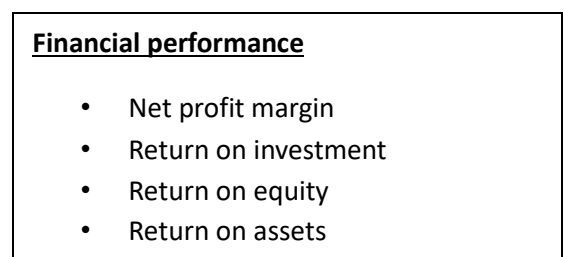 Financial performance
• Net profit margin
• Return on investment
• Return on equity
• Return on assets